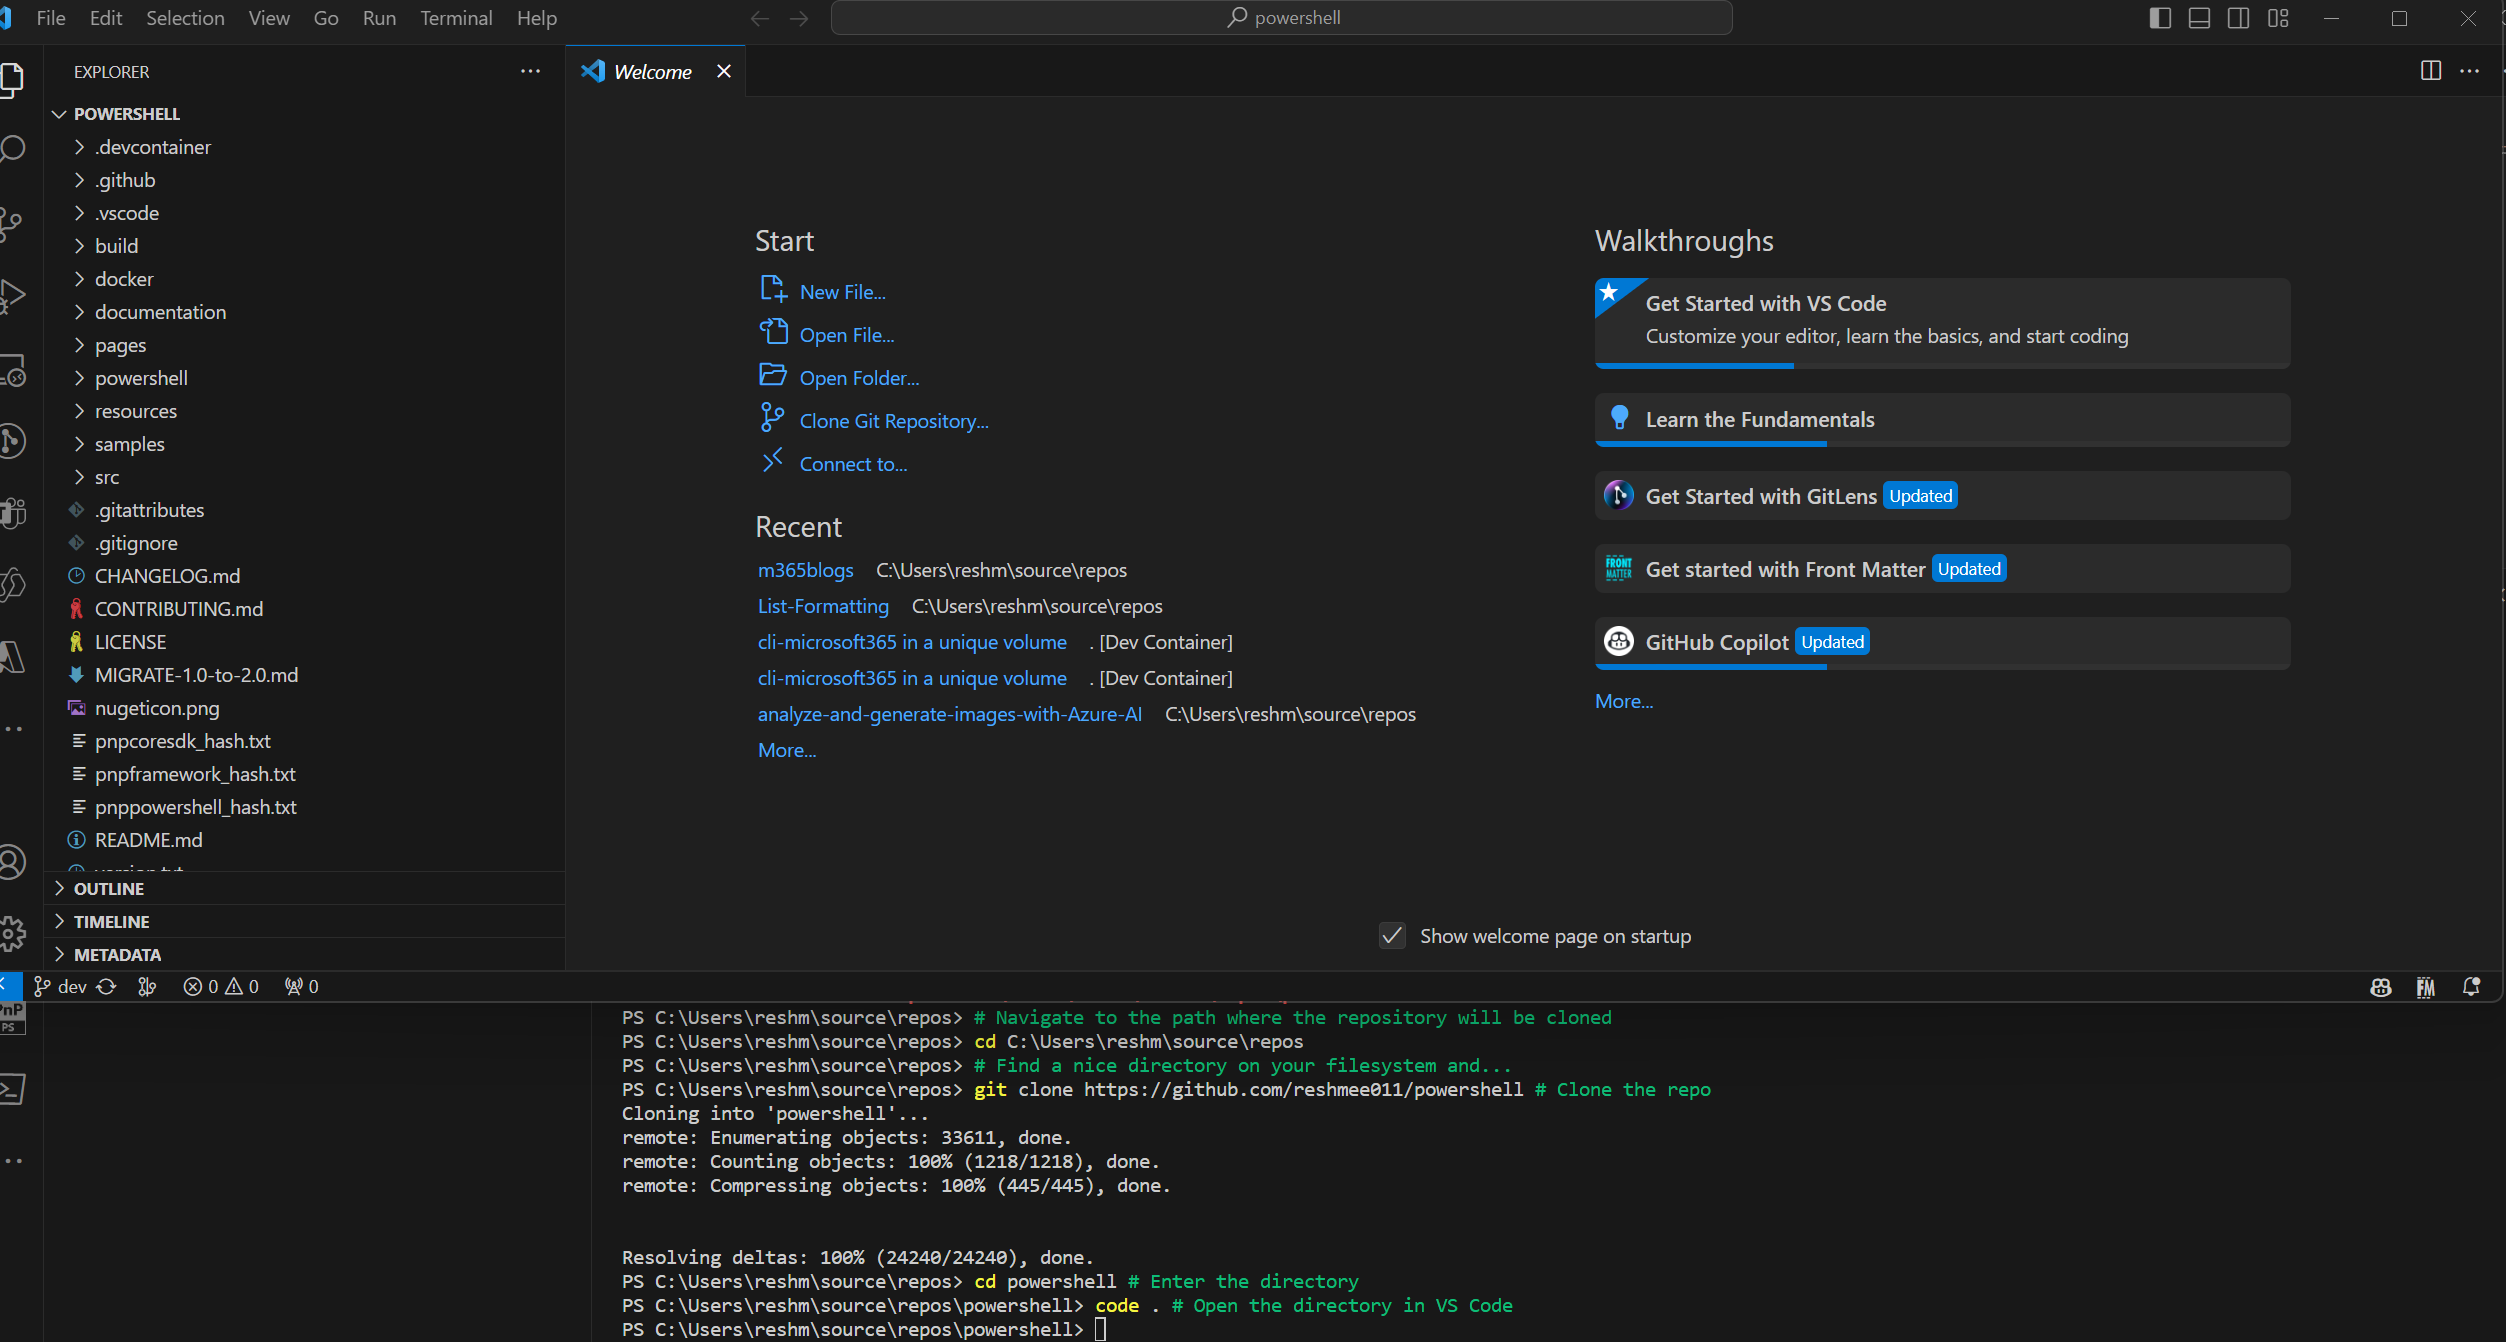 File Edit Selection View Go Run Terminal Help
powershell
EXPLORER
Welcome
POWERSHELL
.devcontainer
.github
.vscode
build
docker
documentation
pages
powershell
resources
samples
src
.gitattributes
.gitignore
CHANGELOG.md
CONTRIBUTING.md
LICENSE
MIGRATE-1.0-to-2.0.md
nugeticon.png
pnpcoresdk_hash.txt
pnpframework_hash.txt
pnppowershell_hash.txt
README.md
OUTLINE
TIMELINE
METADATA
Start
New File...
Open File...
Open Folder...
Clone Git Repository...
Connect to...
Recent
m365blogs C:\Users\reshm\source\repos
List-Formatting C:\Users\reshm\source\repos
cli-microsoft365 in a unique volume . [Dev Container]
cli-microsoft365 in a unique volume . [Dev Container]
analyze-and-generate-images-with-Azure-AI C:\Users\reshm\source\repos
More...
Walkthroughs
Get Started with VS Code
Customize your editor, learn the basics, and start coding
Learn the Fundamentals
Get Started with GitLens Updated
FRONT
MATTER
Get started with Front Matter Updated
GitHub Copilot Updated
More...
Show welcome page on startup
dev 0 0 0
FM
PnP
PS
PS C:\Users\reshm\source\repos> # Navigate to the path where the repository will be cloned
PS C:\Users\reshm\source\repos> cd C:\Users\reshm\source\repos
PS C:\Users\reshm\source\repos> # Find a nice directory on your filesystem and...
PS C:\Users\reshm\source\repos> git clone https://github.com/reshmee011/powershell # Clone the repo
Cloning into 'powershell'...
remote: Enumerating objects: 33611, done.
remote: Counting objects: 100% (1218/1218), done.
remote: Compressing objects: 100% (445/445), done.
Resolving deltas: 100% (24240/24240), done.
PS C:\Users\reshm\source\repos> cd powershell # Enter the directory
PS C:\Users\reshm\source\repos\powershell> code . # Open the directory in VS Code
PS C:\Users\reshm\source\repos\powershell>